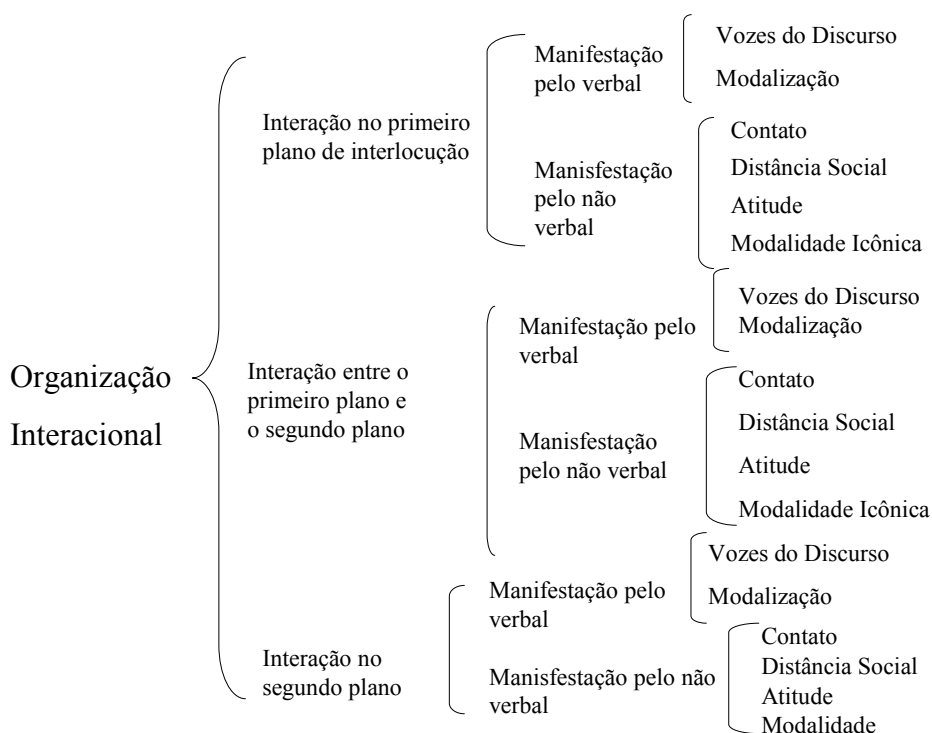 Organização
Interacional
Interação no primeiro
plano de interlocução
Manifestação
pelo verbal
Vozes do Discurso
Modalização
Manisfestação
pelo não
verbal
Contato
Distância Social
Atitude
Modalidade Icônica
Interação entre o
primeiro plano e
o segundo plano
Manifestação pelo
verbal
Vozes do Discurso
Modalização
Manisfestação
pelo não verbal
Contato
Distância Social
Atitude
Modalidade Icônica
Interação no
segundo plano
Manifestação pelo
verbal
Vozes do Discurso
Modalização
Manisfestação pelo não
verbal
Contato
Distância Social
Atitude
Modalidade